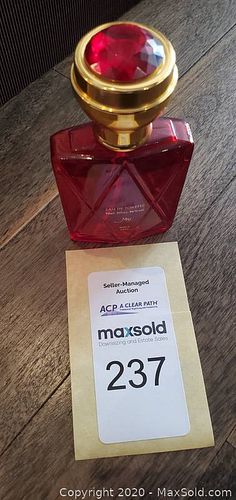 EAU DE TOILETTE
Seller-Managed
Auction
ACP A CLEAR PATH
maxsold
Downsizing and Estate Sales
237
Copyright © 2020 - MaxSold.com